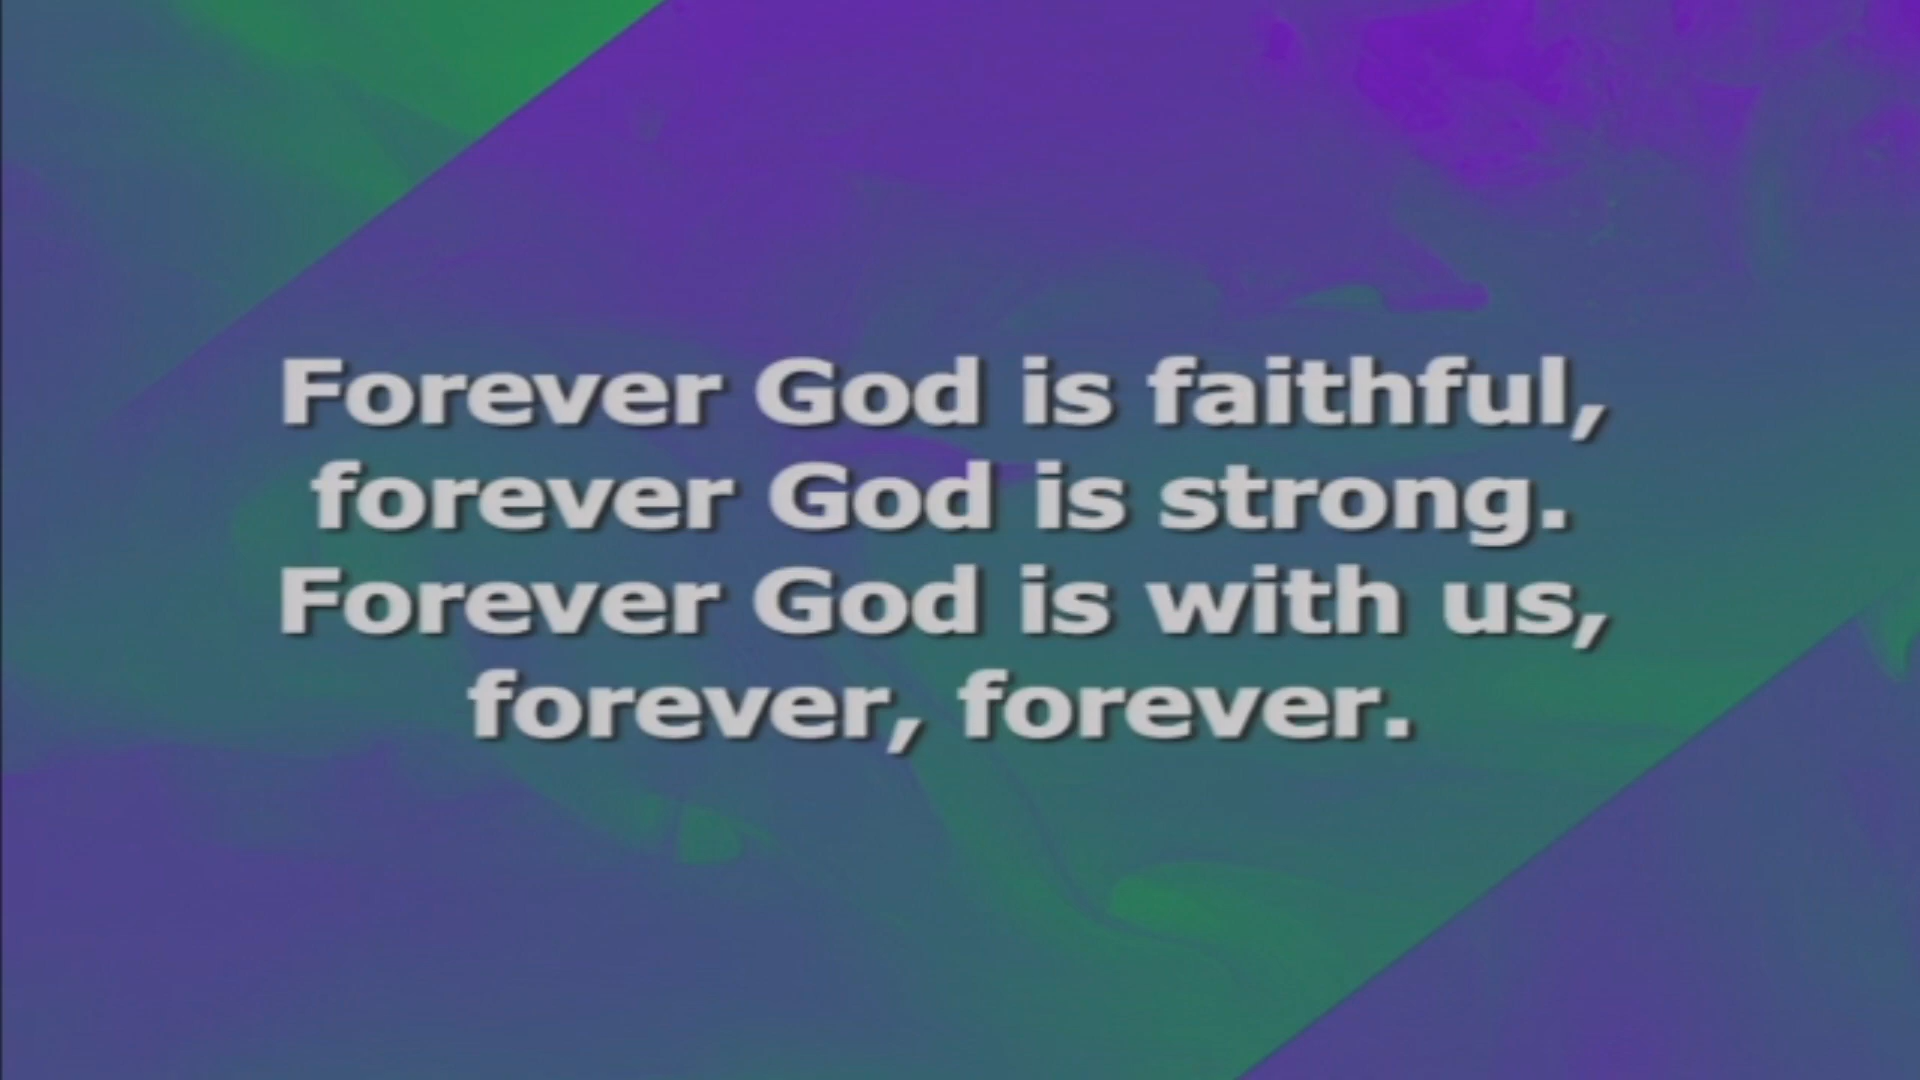 Forever God is faithful,
forever God is strong.
Forever God is with us,
forever, forever.